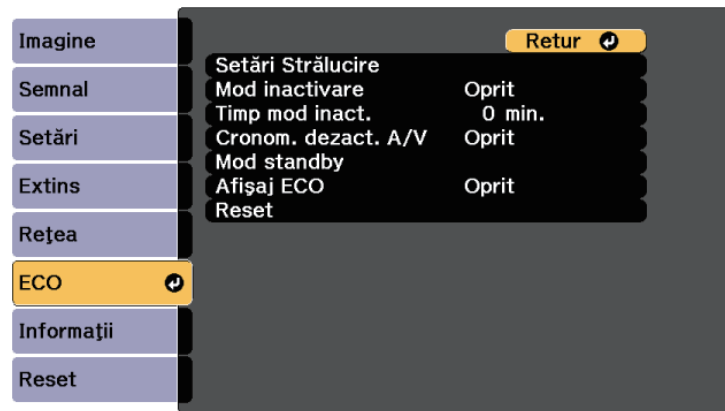 Imagine
Semnal
Setări
Extins
Reţea
ECO
Informaţii
Reset
Retur
Setări Strălucire
Mod inactivare Oprit
Timp mod inact. 0 min.
Cronom. dezact. A/V Oprit
Mod standby
Afişaj ECO Oprit
Reset